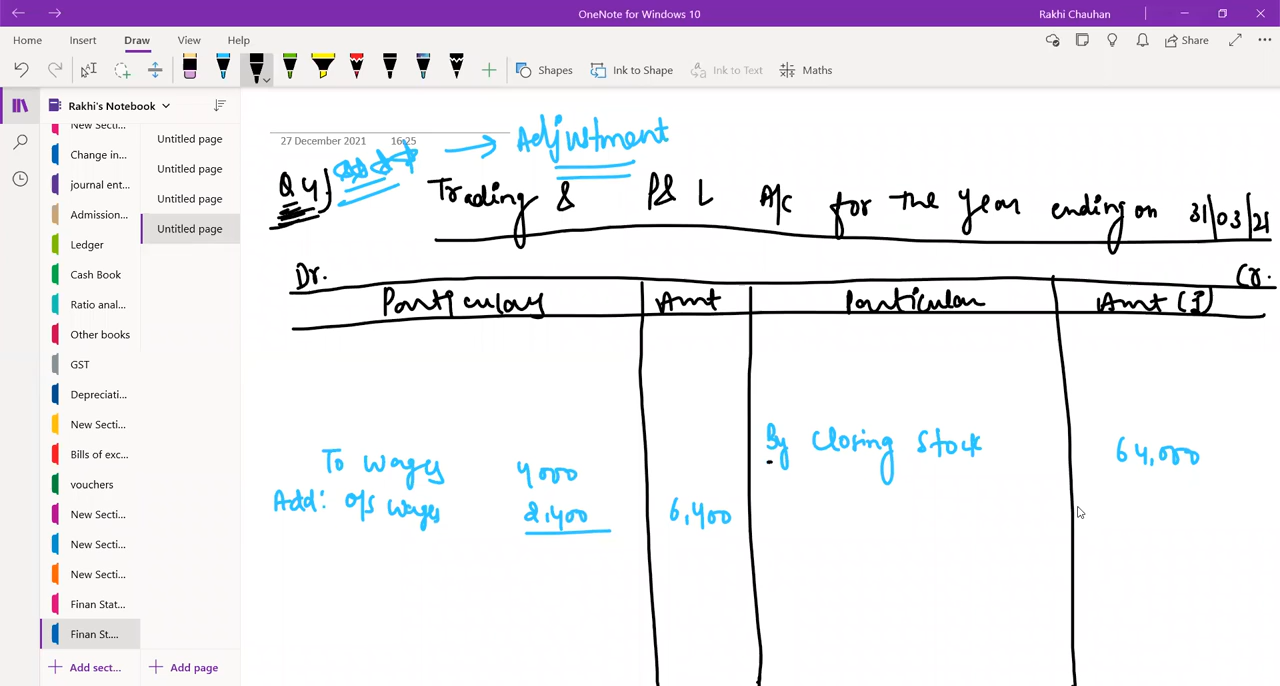 OneNote for Windows 10
Rakhi Chauhan
Home Insert Draw View Help
Share
Shapes
Ink to Shape
Ink to Text
Maths
Rakhi's Notebook
New Secti...
Change in...
journal ent...
Admission...
Ledger
Cash Book
Ratio anal...
Other books
GST
Depreciati...
New Secti...
Bills of exc...
vouchers
New Secti...
New Secti...
New Secti...
Finan Stat...
Finan St....
Add sect...
Untitled page
Untitled page
Untitled page
Untitled page
Add page
27 December 2021 16:25
→ Adjustment
Q 4) Trading & P & L A/c for the year ending on 31/03/21
Dr. Cr.
Particulars Amt Particular Amt (₹)
By Closing Stock 64,000
To wages 4000
Add: o/s wages 2,400 6,400